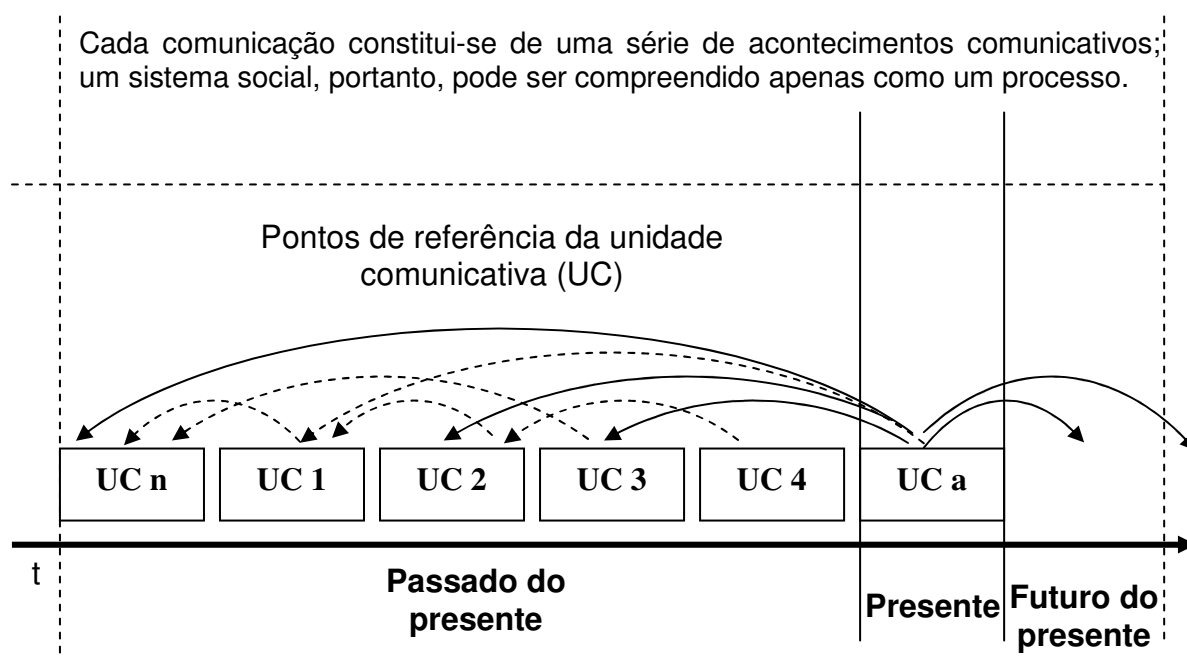 Cada comunicação constitui-se de uma série de acontecimentos comunicativos;
um sistema social, portanto, pode ser compreendido apenas como um processo.
Pontos de referência da unidade
comunicativa (UC)
UC n
UC 1
UC 2
UC 3
UC 4
UC a
t
Passado do
presente
Presente
Futuro do
presente